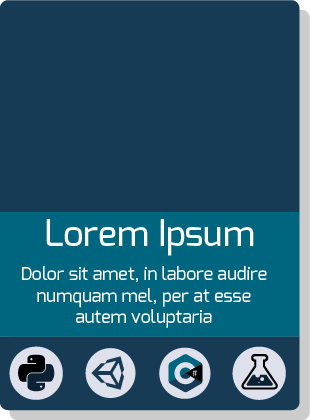 Lorem Ipsum
Dolor sit amet, in labore audire
numquam mel, per at esse
autem voluptaria